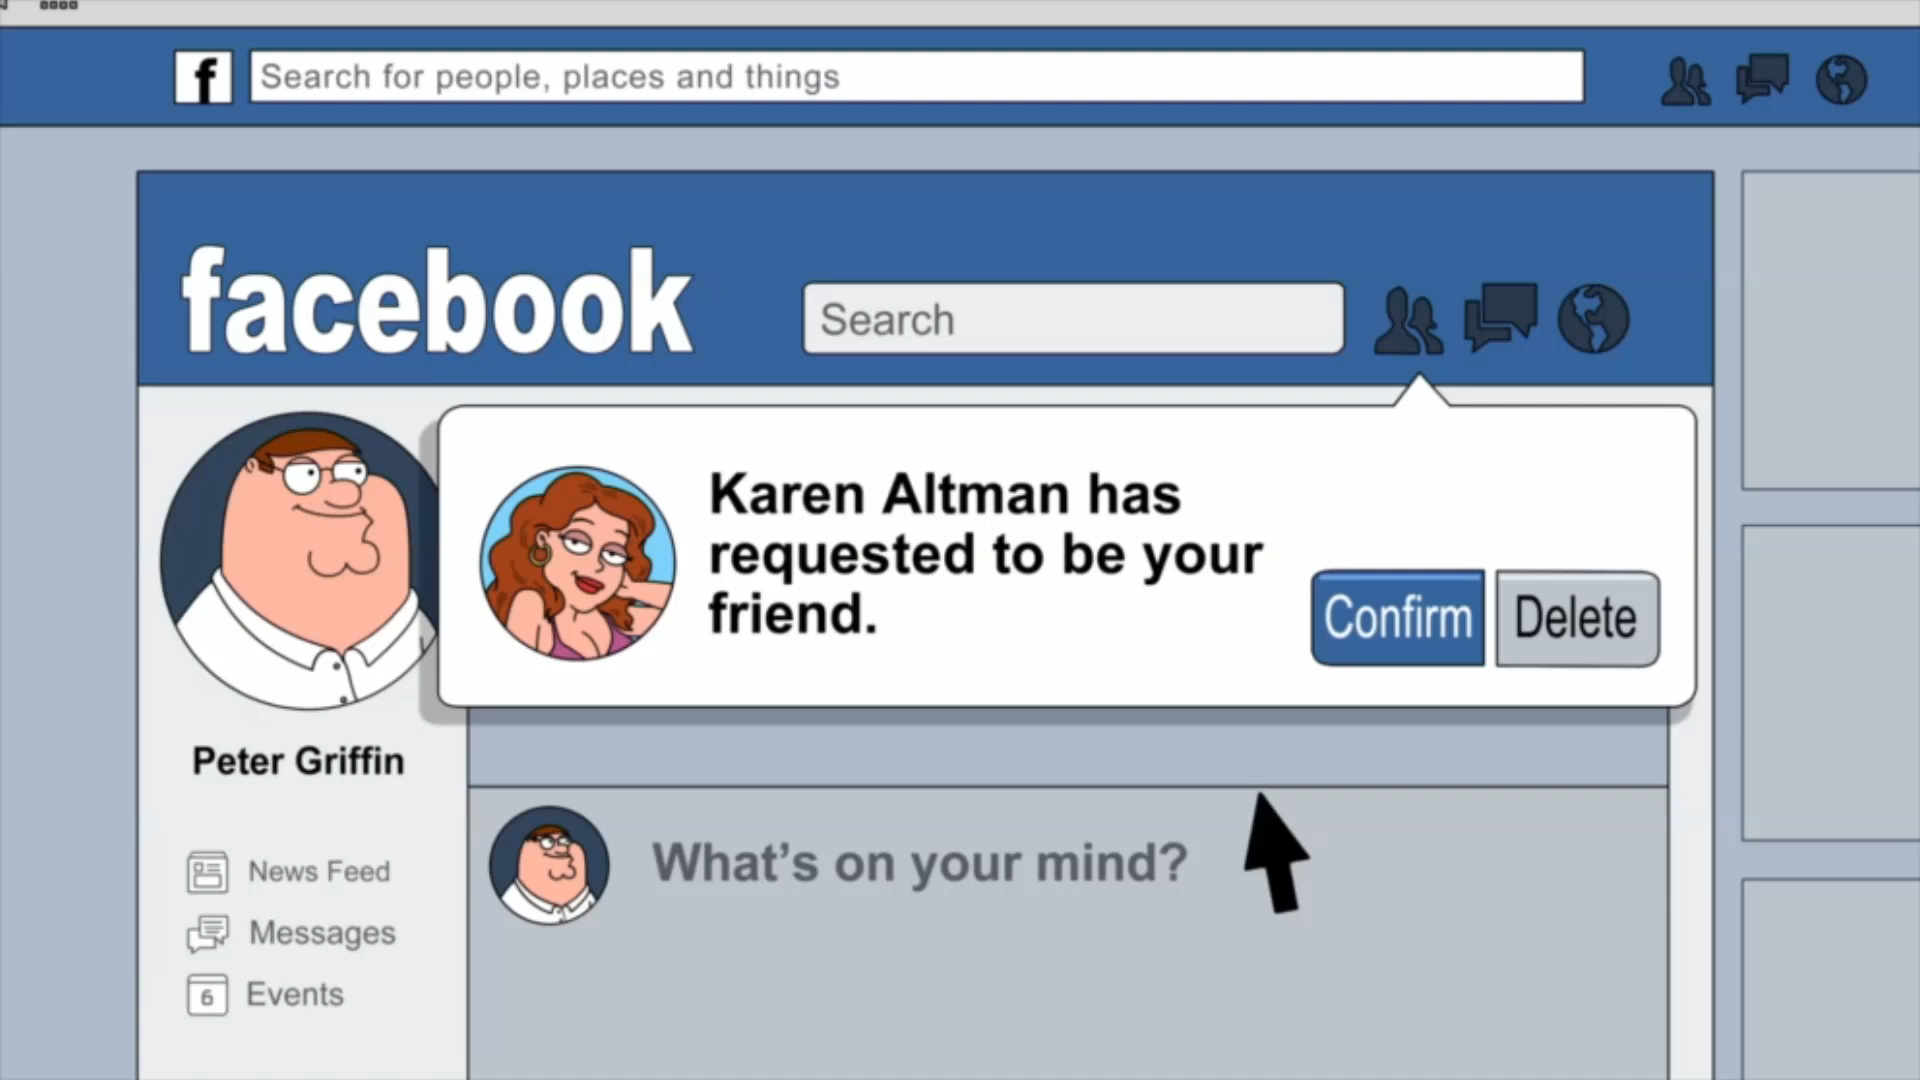 f
Search for people, places and things
facebook
Search
Karen Altman has
requested to be your
friend.
Confirm
Delete
Peter Griffin
What's on your mind?
News Feed
Messages
6
Events